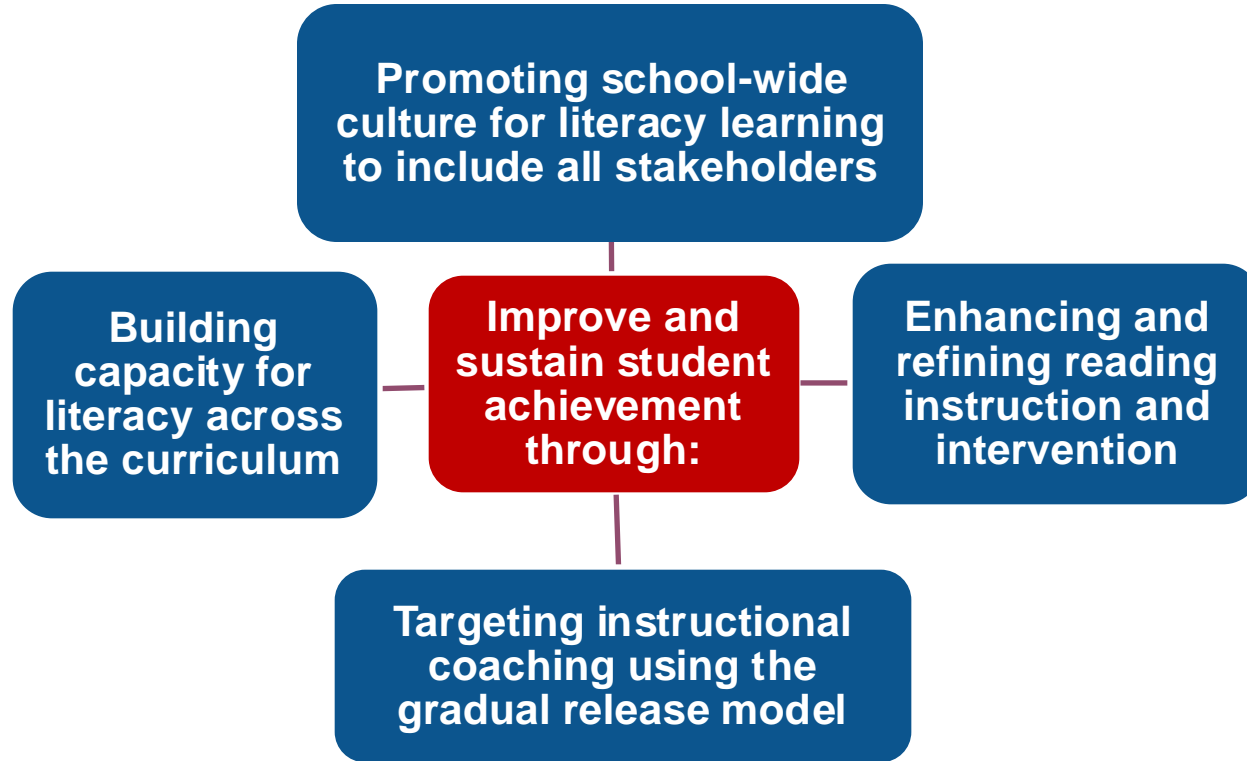 Promoting school-wide
culture for literacy learning
to include all stakeholders
Building
capacity for
literacy across
the curriculum
Improve and
sustain student
achievement
through:
Enhancing and
refining reading
instruction and
intervention
Targeting instructional
coaching using the
gradual release model